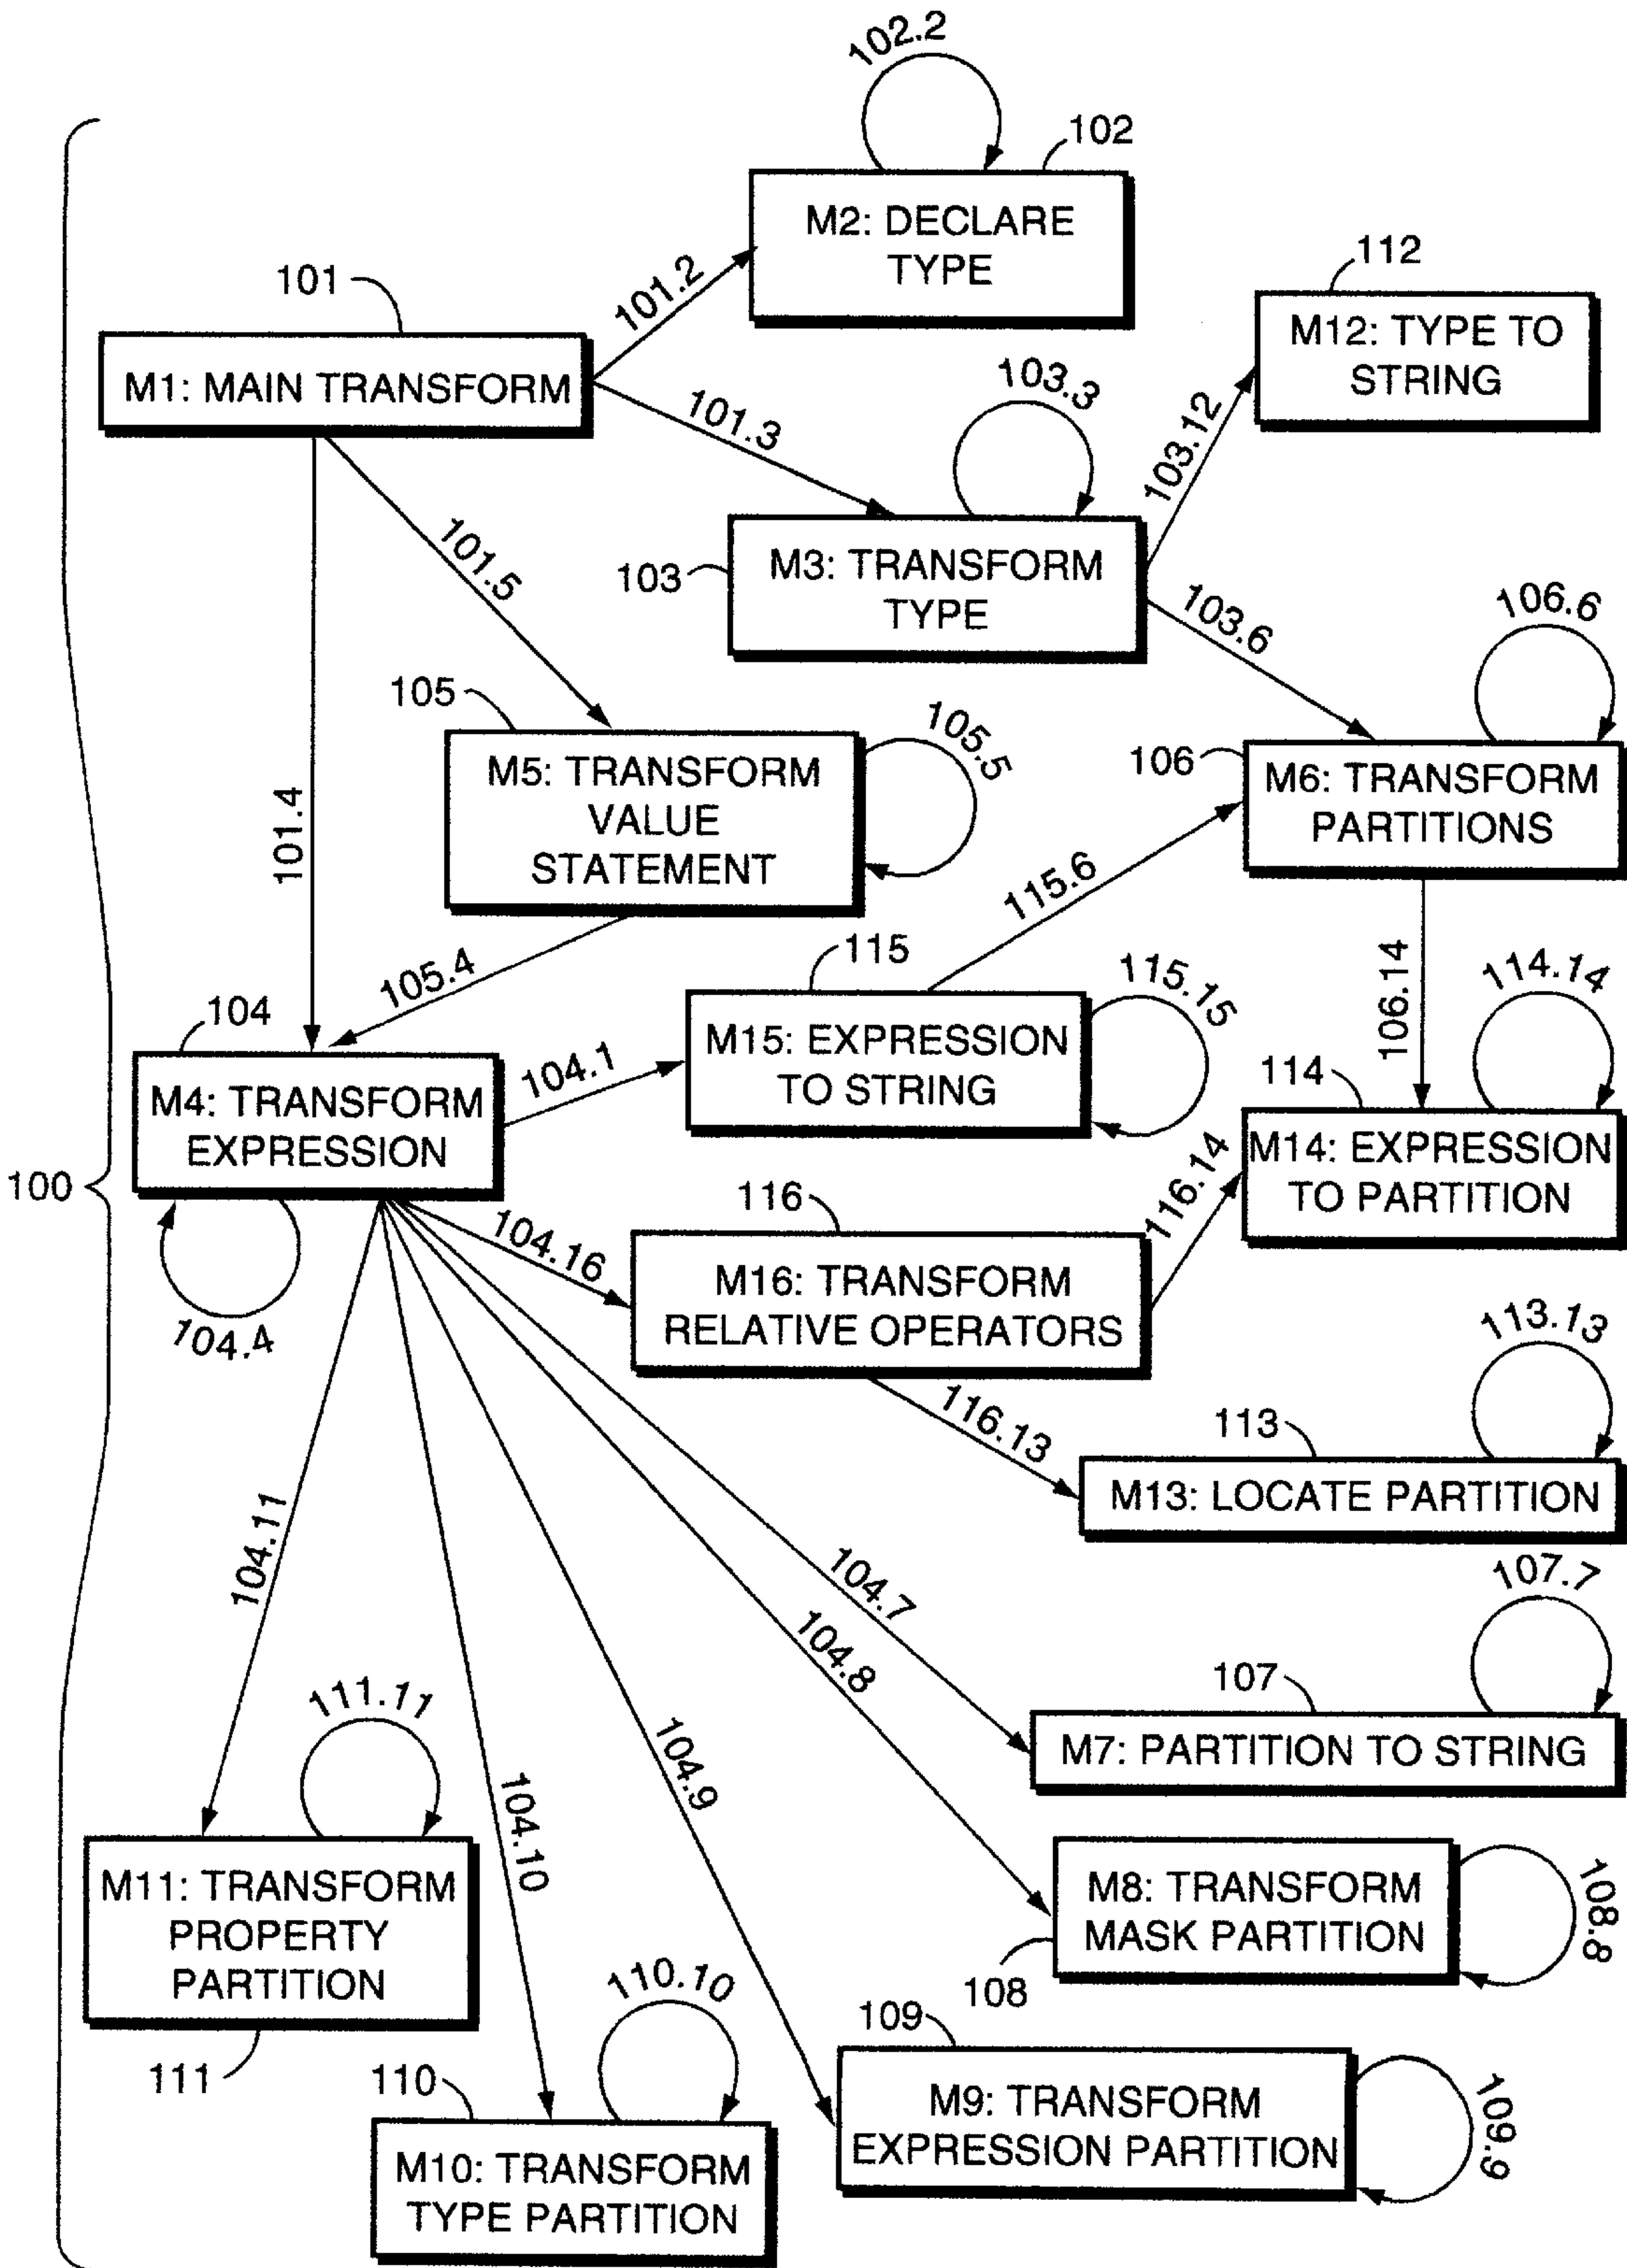 102.2
102
M2: DECLARE
TYPE
101
101.2
112
M12: TYPE TO
STRING
M1: MAIN TRANSFORM
103.3
101.3
103.12
101.5
103
M3: TRANSFORM
TYPE
103.6
106.6
105
105.5
106
M5: TRANSFORM
VALUE
STATEMENT
M6: TRANSFORM
PARTITIONS
101.4
115.6
105.4
115
115.15
106.14
114.14
104
M15: EXPRESSION
TO STRING
104.1
114
M4: TRANSFORM
EXPRESSION
M14: EXPRESSION
TO PARTITION
100
116
116.14
104.16
104.4
M16: TRANSFORM
RELATIVE OPERATORS
113.13
116.13
113
M13: LOCATE PARTITION
104.11
104.7
104.8
107.7
107
111.11
104.9
M7: PARTITION TO STRING
104.10
M11: TRANSFORM
PROPERTY
PARTITION
M8: TRANSFORM
MASK PARTITION
108.8
110.10
108
111
110
109
M9: TRANSFORM
EXPRESSION PARTITION
109.9
M10: TRANSFORM
TYPE PARTITION